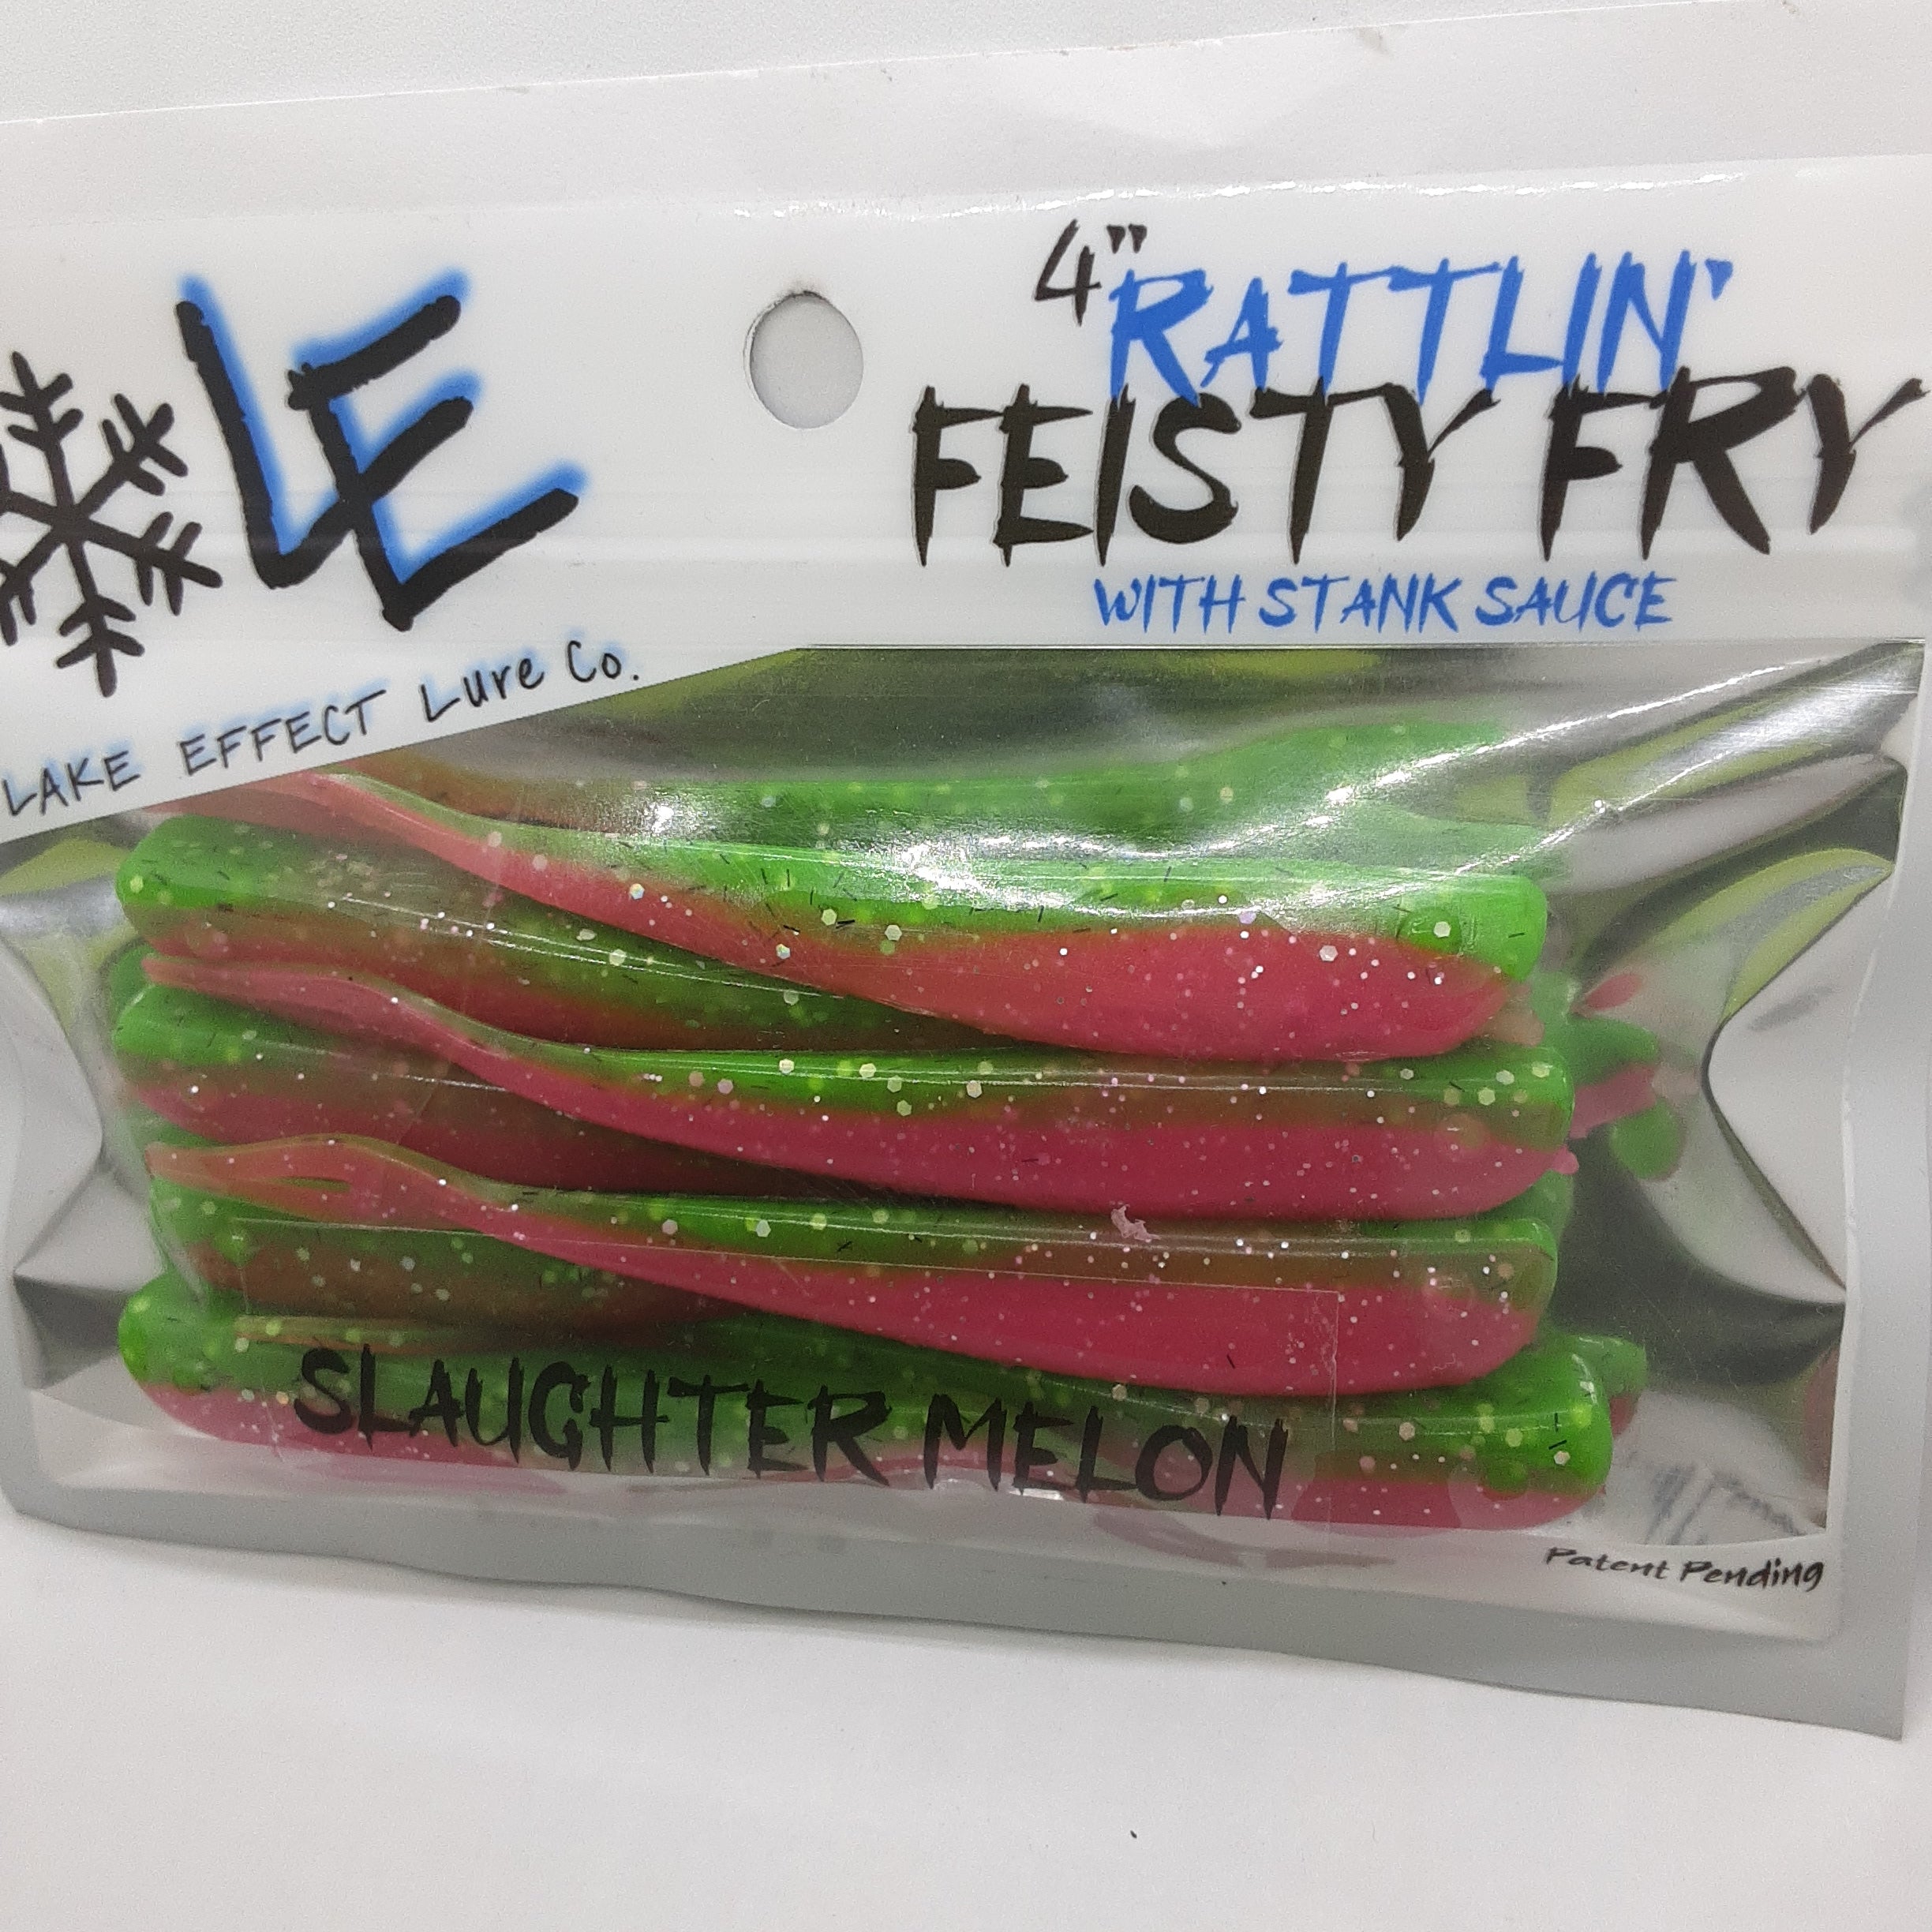 LE
LAKE EFFECT Lure Co.
4" RATTLIN'
FEISTY FRY
WITH STANK SAUCE
SLAUGHTER MELON
Patent Pending